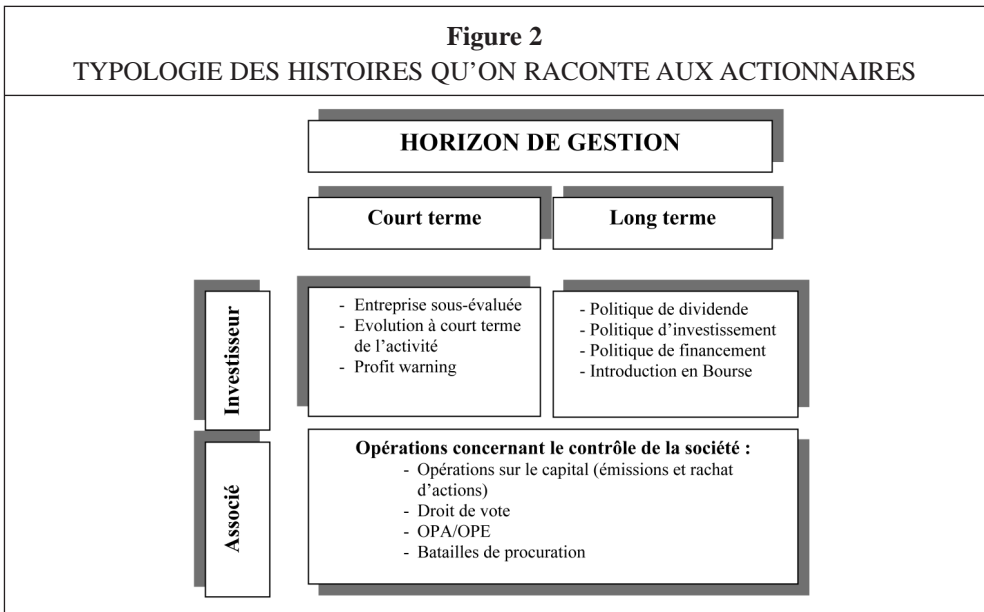 Figure 2
TYPOLOGIE DES HISTOIRES QU'ON RACONTE AUX ACTIONNAIRES
HORIZON DE GESTION
Court terme
Long terme
Investisseur
- Entreprise sous-évaluée
- Evolution à court terme
de l'activité
- Profit warning
- Politique de dividende
- Politique d'investissement
- Politique de financement
- Introduction en Bourse
Associé
Opérations concernant le contrôle de la société :
- Opérations sur le capital (émissions et rachat
d'actions)
- Droit de vote
- OPA/OPE
- Batailles de procuration